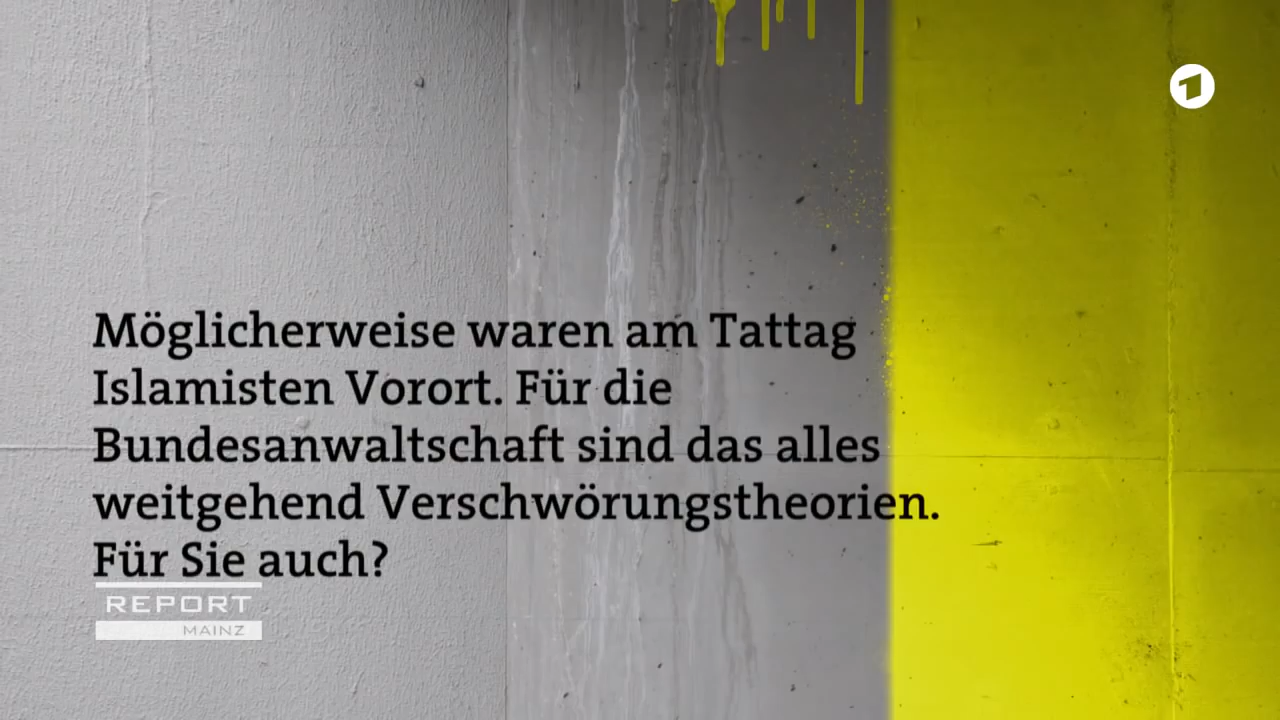 Möglicherweise waren am Tattag
Islamisten Vorort. Für die
Bundesanwaltschaft sind das alles
weitgehend Verschwörungstheorien.
Für Sie auch?
REPORT
MAINZ